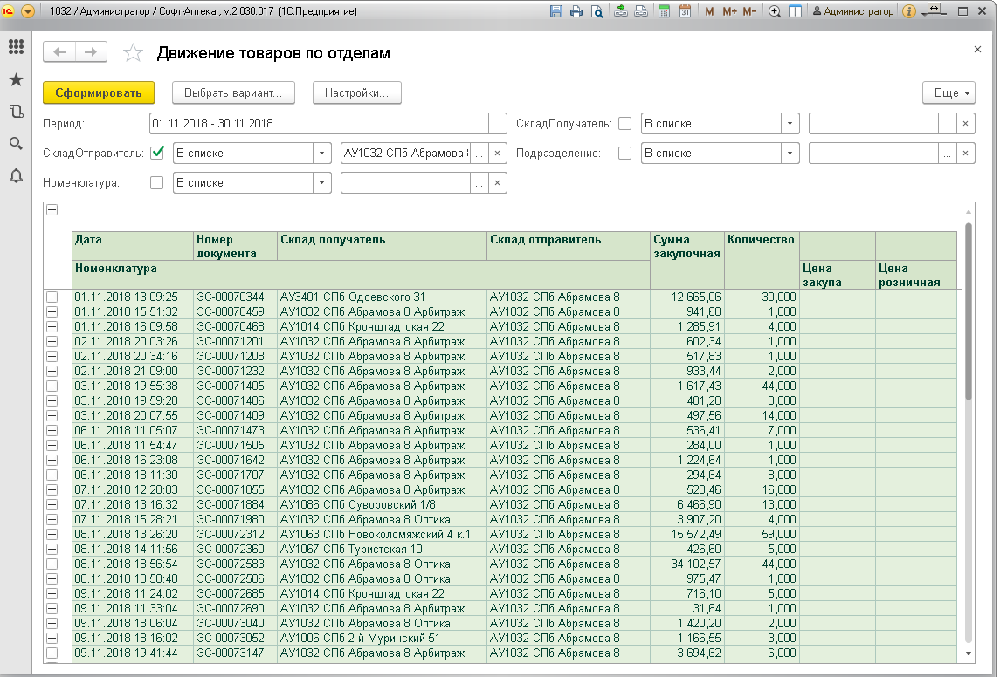 1032 / Администратор / Софт-Аптека:, v.2.030.017 (1С:Предприятие)
M M+ M- Администратор
Движение товаров по отделам
Сформировать Выбрать вариант... Настройки... Еще
Период: 01.11.2018 - 30.11.2018 ... СкладПолучатель: В списке ... ×
СкладОтправитель: В списке АУ1032 СПб Абрамова ... × Подразделение: В списке ... ×
Номенклатура: В списке ... ×
Дата Номер документа Склад получатель Склад отправитель Сумма закупочная Количество
Номенклатура Цена закупа Цена розничная
01.11.2018 13:09:25 ЭС-00070344 АУ3401 СПб Одоевского 31 АУ1032 СПб Абрамова 8 12 665,06 30,000
01.11.2018 15:51:32 ЭС-00070459 АУ1032 СПб Абрамова 8 Арбитраж АУ1032 СПб Абрамова 8 941,60 1,000
01.11.2018 16:09:58 ЭС-00070468 АУ1014 СПб Кронштадтская 22 АУ1032 СПб Абрамова 8 1 285,91 4,000
02.11.2018 20:03:26 ЭС-00071201 АУ1032 СПб Абрамова 8 Арбитраж АУ1032 СПб Абрамова 8 602,34 1,000
02.11.2018 20:34:16 ЭС-00071208 АУ1032 СПб Абрамова 8 Арбитраж АУ1032 СПб Абрамова 8 517,83 1,000
02.11.2018 21:09:00 ЭС-00071232 АУ1032 СПб Абрамова 8 Арбитраж АУ1032 СПб Абрамова 8 933,44 2,000
03.11.2018 19:55:38 ЭС-00071405 АУ1032 СПб Абрамова 8 Арбитраж АУ1032 СПб Абрамова 8 1 617,43 44,000
03.11.2018 19:59:20 ЭС-00071406 АУ1032 СПб Абрамова 8 Арбитраж АУ1032 СПб Абрамова 8 481,28 8,000
03.11.2018 20:07:55 ЭС-00071409 АУ1032 СПб Абрамова 8 Арбитраж АУ1032 СПб Абрамова 8 497,56 14,000
06.11.2018 11:05:07 ЭС-00071473 АУ1032 СПб Абрамова 8 Арбитраж АУ1032 СПб Абрамова 8 536,41 7,000
06.11.2018 11:54:47 ЭС-00071505 АУ1032 СПб Абрамова 8 Арбитраж АУ1032 СПб Абрамова 8 284,00 1,000
06.11.2018 16:23:08 ЭС-00071642 АУ1032 СПб Абрамова 8 Арбитраж АУ1032 СПб Абрамова 8 1 224,64 1,000
06.11.2018 18:11:30 ЭС-00071707 АУ1032 СПб Абрамова 8 Арбитраж АУ1032 СПб Абрамова 8 294,64 8,000
07.11.2018 12:28:03 ЭС-00071855 АУ1032 СПб Абрамова 8 Арбитраж АУ1032 СПб Абрамова 8 520,46 16,000
07.11.2018 13:16:32 ЭС-00071884 АУ1086 СПб Суворовский 1/8 АУ1032 СПб Абрамова 8 6 466,90 13,000
07.11.2018 15:28:21 ЭС-00071980 АУ1032 СПб Абрамова 8 Оптика АУ1032 СПб Абрамова 8 3 907,20 4,000
08.11.2018 13:26:20 ЭС-00072312 АУ1063 СПб Новоколомяжский 4 к.1 АУ1032 СПб Абрамова 8 15 572,49 59,000
08.11.2018 14:11:56 ЭС-00072360 АУ1067 СПб Туристская 10 АУ1032 СПб Абрамова 8 426,60 5,000
08.11.2018 18:56:54 ЭС-00072583 АУ1032 СПб Абрамова 8 Оптика АУ1032 СПб Абрамова 8 34 102,57 44,000
08.11.2018 18:58:40 ЭС-00072586 АУ1032 СПб Абрамова 8 Оптика АУ1032 СПб Абрамова 8 975,47 1,000
09.11.2018 11:24:02 ЭС-00072685 АУ1014 СПб Кронштадтская 22 АУ1032 СПб Абрамова 8 716,10 5,000
09.11.2018 11:33:04 ЭС-00072690 АУ1032 СПб Абрамова 8 Арбитраж АУ1032 СПб Абрамова 8 31,64 1,000
09.11.2018 18:06:04 ЭС-00073040 АУ1032 СПб Абрамова 8 Оптика АУ1032 СПб Абрамова 8 1 420,20 2,000
09.11.2018 18:16:02 ЭС-00073052 АУ1006 СПб 2-й Муринский 51 АУ1032 СПб Абрамова 8 1 166,55 3,000
09.11.2018 19:41:44 ЭС-00073147 АУ1032 СПб Абрамова 8 Арбитраж АУ1032 СПб Абрамова 8 3 694,62 6,000